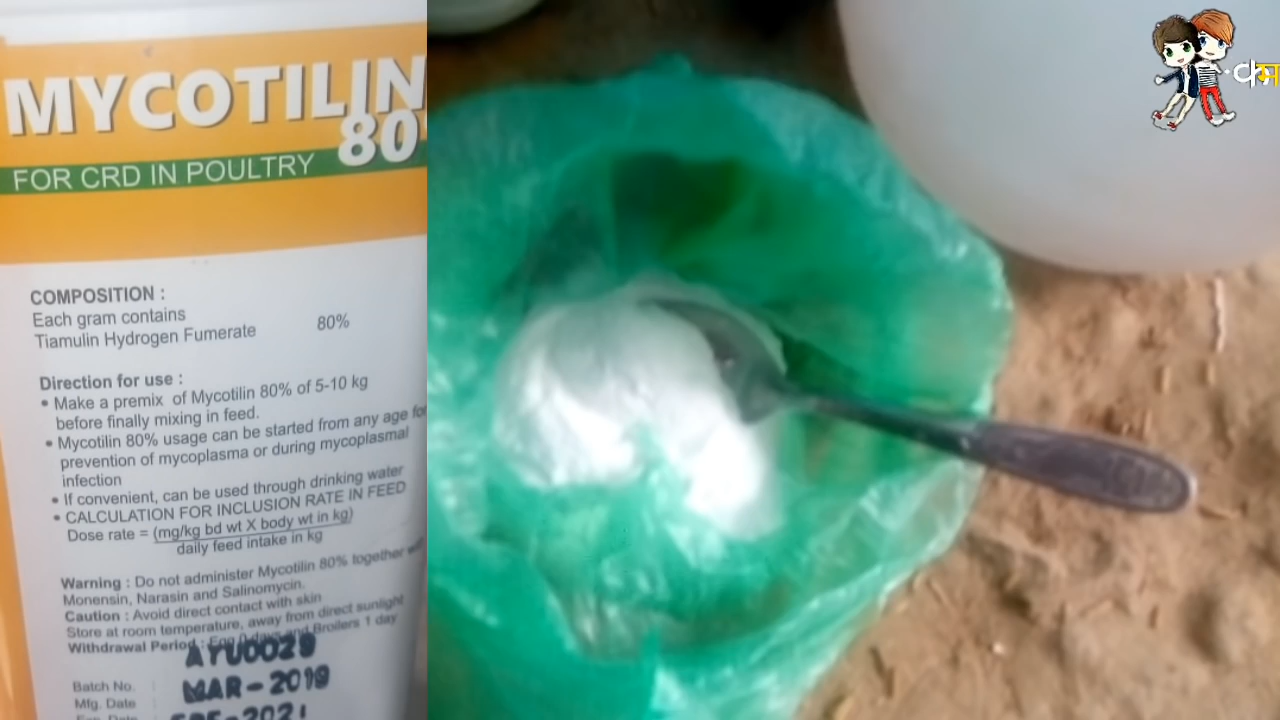 MYCOTILIN
80
FOR CRD IN POULTRY
COMPOSITION :
Each gram contains
Tiamulin Hydrogen Fumerate 80%
Direction for use :
• Make a premix of Mycotilin 80% of 5-10 kg
before finally mixing in feed.
• Mycotilin 80% usage can be started from any age for
prevention of mycoplasma or during mycoplasmal
infection
• If convenient, can be used through drinking water
• CALCULATION FOR INCLUSION RATE IN FEED
Dose rate = (mg/kg bd wt X body wt in kg)
daily feed intake in kg
Warning : Do not administer Mycotilin 80% together
Monensin, Narasin and Salinomycin.
Caution : Avoid direct contact with skin
Store at room temperature, away from direct sunlight
Withdrawal Period : Egg 0 days and Broilers 1 day
Batch No. : AYU0029
Mfg. Date : MAR-2019
2021